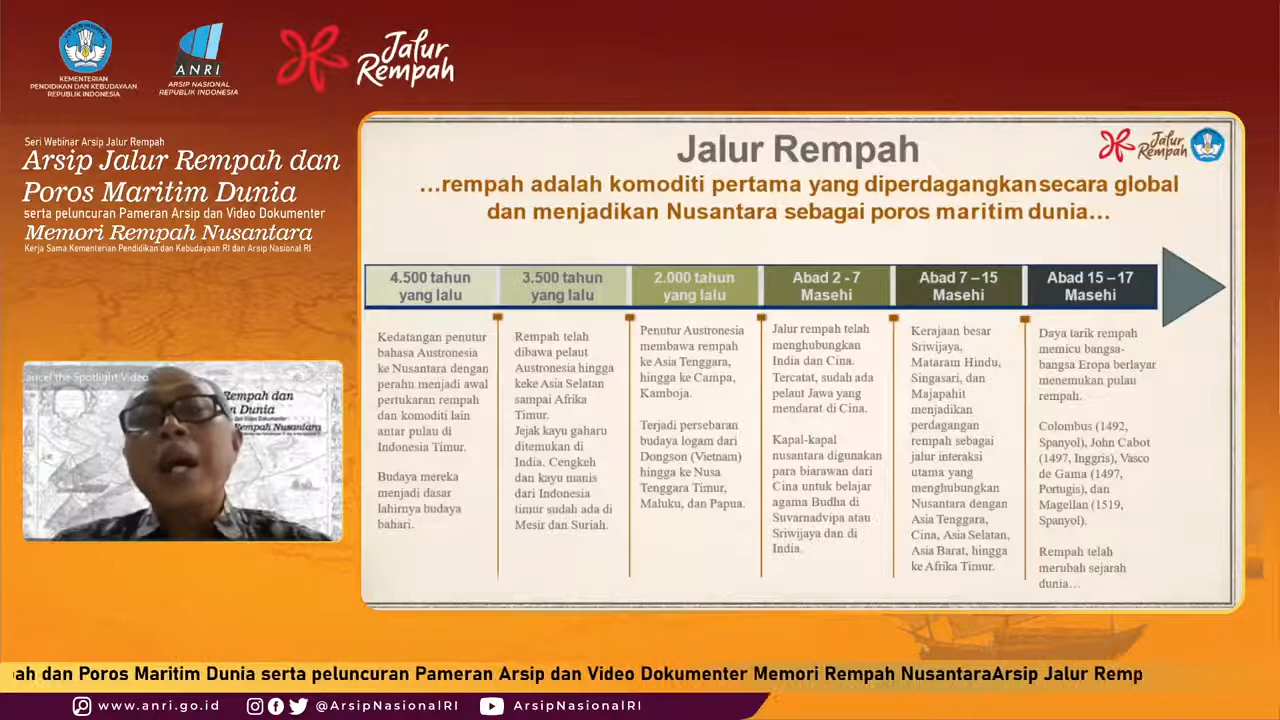 KEMENTERIAN
PENDIDIKAN DAN KEBUDAYAAN
REPUBLIK INDONESIA
ANRI
ARSIP NASIONAL
REPUBLIK INDONESIA
Jalur
Rempah
Seri Webinar Arsip Jalur Rempah
Arsip Jalur Rempah dan
Poros Maritim Dunia
serta peluncuran Pameran Arsip dan Video Dokumenter
Memori Rempah Nusantara
Kerja Sama Kementerian Pendidikan dan Kebudayaan RI dan Arsip Nasional RI
ancel the Spotlight Video
Rempah dan
n Dunia
Rempah Nusantara
Jalur Rempah
Jalur
Rempah
...rempah adalah komoditi pertama yang diperdagangkansecara global
dan menjadikan Nusantara sebagai poros maritim dunia...
4.500 tahun
yang lalu
Kedatangan penutur
bahasa Austronesia
ke Nusantara dengan
perahu menjadi awal
pertukaran rempah
dan komoditi lain
antar pulau di
Indonesia Timur.
Budaya mereka
menjadi dasar
lahirnya budaya
bahari.
3.500 tahun
yang lalu
Rempah telah
dibawa pelaut
Austronesia hingga
keke Asia Selatan
sampai Afrika
Timur.
Jejak kayu gaharu
ditemukan di
India. Cengkeh
dan kayu manis
dari Indonesia
timur sudah ada di
Mesir dan Suriah.
2.000 tahun
yang lalu
Penutur Austronesia
membawa rempah
ke Asia Tenggara,
hingga ke Campa,
Kamboja.
Terjadi persebaran
budaya logam dari
Dongson (Vietnam)
hingga ke Nusa
Tenggara Timur,
Maluku, dan Papua.
Abad 2 - 7
Masehi
Jalur rempah telah
menghubungkan
India dan Cina.
Tercatat, sudah ada
pelaut Jawa yang
mendarat di Cina.
Kapal-kapal
nusantara digunakan
para biarawan dari
Cina untuk belajar
agama Budha di
Suvarnadvipa atau
Sriwijaya dan di
India.
Abad 7 – 15
Masehi
Kerajaan besar
Sriwijaya,
Mataram Hindu,
Singasari, dan
Majapahit
menjadikan
perdagangan
rempah sebagai
jalur interaksi
utama yang
menghubungkan
Nusantara dengan
Asia Tenggara,
Cina, Asia Selatan,
Asia Barat, hingga
ke Afrika Timur.
Abad 15 – 17
Masehi
Daya tarik rempah
memicu bangsa-
bangsa Eropa berlayar
menemukan pulau
rempah.
Colombus (1492,
Spanyol), John Cabot
(1497, Inggris), Vasco
de Gama (1497,
Portugis), dan
Magellan (1519,
Spanyol).
Rempah telah
merubah sejarah
dunia...
ah dan Poros Maritim Dunia serta peluncuran Pameran Arsip dan Video Dokumenter Memori Rempah NusantaraArsip Jalur Remp
www.anri.go.id @ArsipNasionalRI ArsipNasionalRI